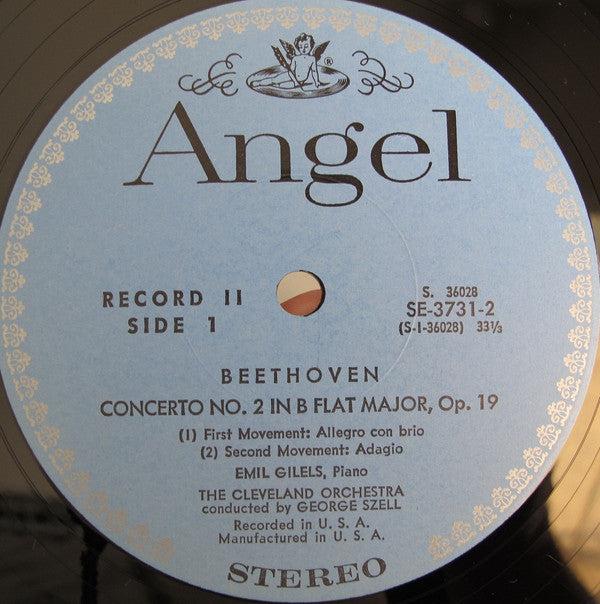 ®
Angel
RECORD II
SIDE 1
S. 36028
SE-3731-2
(S-1-36028) 33⅓
BEETHOVEN
CONCERTO NO. 2 IN B FLAT MAJOR, Op. 19
(1) First Movement: Allegro con brio
(2) Second Movement: Adagio
EMIL GILELS, Piano
THE CLEVELAND ORCHESTRA
conducted by GEORGE SZELL
Recorded in U. S. A.
Manufactured in U. S. A.
STEREO